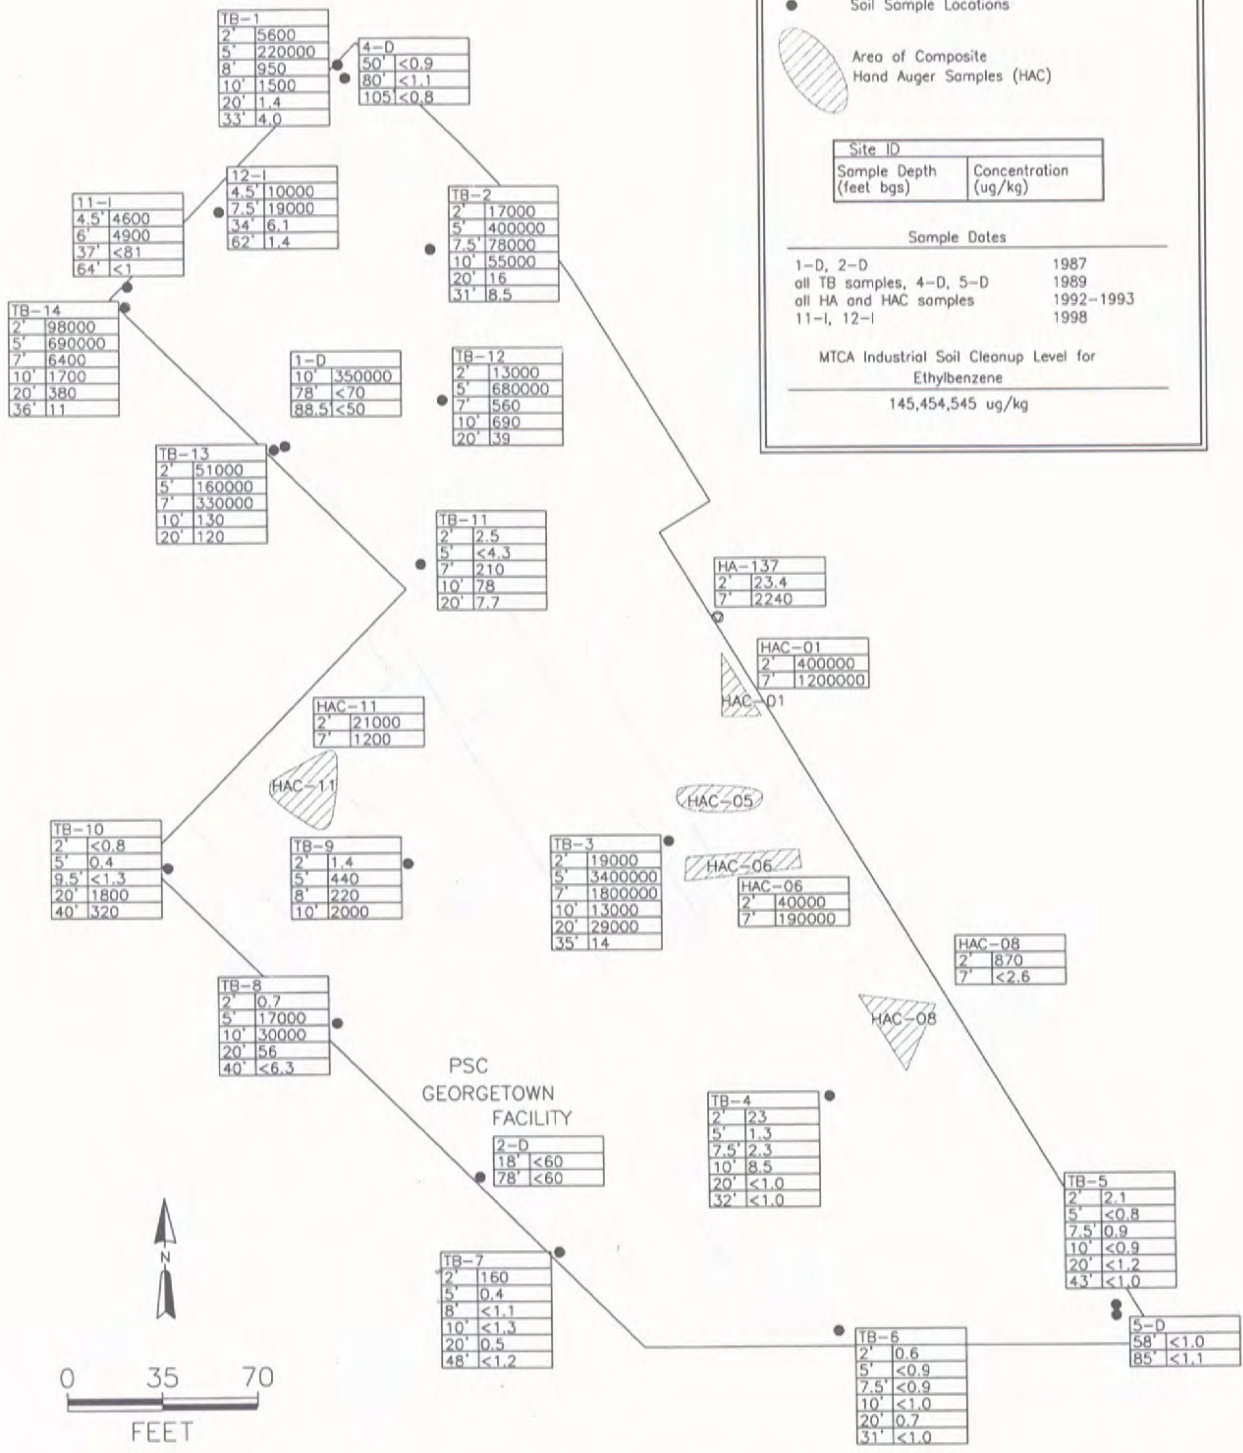 TB-1
2' 5600
5' 220000
8' 950
10' 1500
20' 1.4
33' 4.0
4-D
50' <0.9
80' <1.1
105' <0.8
Soil Sample Locations
Area of Composite
Hand Auger Samples (HAC)
Site ID
Sample Depth Concentration
(feet bgs) (ug/kg)
Sample Dates
1-D, 2-D 1987
all TB samples, 4-D, 5-D 1989
all HA and HAC samples 1992-1993
11-I, 12-I 1998
MTCA Industrial Soil Cleanup Level for
Ethylbenzene
145,454,545 ug/kg
12-I
4.5' 10000
7.5' 19000
34' 6.1
62' 1.4
11-I
4.5' 4600
6' 4900
37' <81
64' <1
TB-2
2' 17000
5' 400000
7.5' 78000
10' 55000
20' 16
31' 8.5
TB-14
2' 98000
5' 690000
7' 6400
10' 1700
20' 380
36' 11
1-D
10' 350000
78' <70
88.5' <50
TB-12
2' 13000
5' 680000
7' 560
10' 690
20' 39
TB-13
2' 51000
5' 160000
7' 330000
10' 130
20' 120
TB-11
2' 2.5
5' <4.3
7' 210
10' 78
20' 7.7
HA-137
2' 23.4
7' 2240
HAC-01
2' 400000
7' 1200000
HAC-01
HAC-11
2' 21000
7' 1200
HAC-11
HAC-05
TB-10
2' <0.8
5' 0.4
9.5' <1.3
20' 1800
40' 320
TB-9
2' 1.4
5' 440
8' 220
10' 2000
TB-3
2' 19000
5' 3400000
7' 1800000
10' 13000
20' 29000
35' 14
HAC-06
HAC-06
2' 40000
7' 190000
HAC-08
2' 870
7' <2.6
HAC-08
TB-8
2' 0.7
5' 17000
10' 30000
20' 56
40' <6.3
PSC
GEORGETOWN
FACILITY
2-D
18' <60
78' <60
TB-4
2' 23
5' 1.3
7.5' 2.3
10' 8.5
20' <1.0
32' <1.0
TB-5
2' 2.1
5' <0.8
7.5' 0.9
10' <0.9
20' <1.2
43' <1.0
N
TB-7
2' 160
5' 0.4
8' <1.1
10' <1.3
20' 0.5
48' <1.2
5-D
58' <1.0
85' <1.1
TB-6
2' 0.6
5' <0.9
7.5' <0.9
10' <1.0
20' 0.7
31' <1.0
0 35 70
FEET